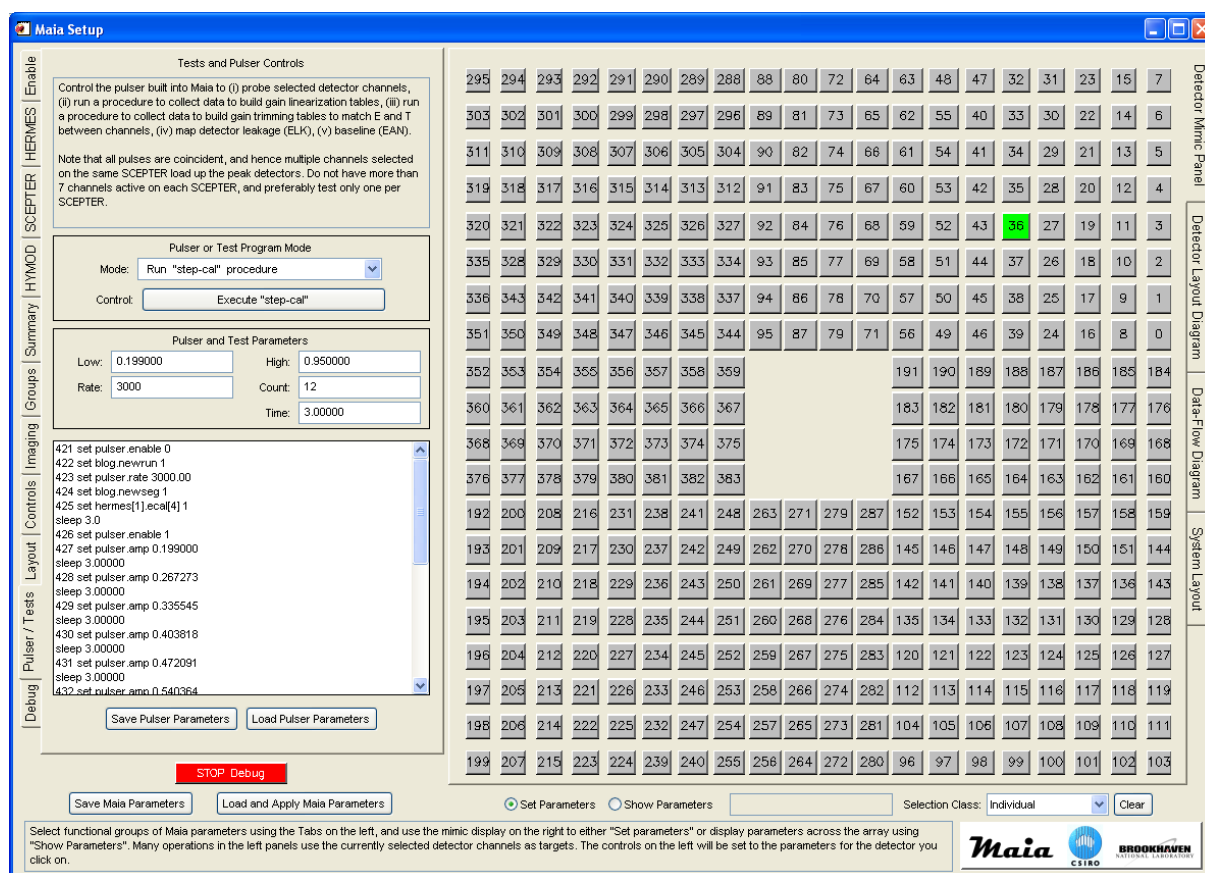 Maia Setup
Enable
HERMES
SCEPTER
HYMOD
Summary
Groups
Imaging
Controls
Layout
Pulser / Tests
Debug
Tests and Pulser Controls
Control the pulser built into Maia to (i) probe selected detector channels,
(ii) run a procedure to collect data to build gain linearization tables, (iii) run
a procedure to collect data to build gain trimming tables to match E and T
between channels, (iv) map detector leakage (ELK), (v) baseline (EAN).
Note that all pulses are coincident, and hence multiple channels selected
on the same SCEPTER load up the peak detectors. Do not have more than
7 channels active on each SCEPTER, and preferably test only one per
SCEPTER.
Pulser or Test Program Mode
Mode: Run "step-cal" procedure
Control: Execute "step-cal"
Pulser and Test Parameters
Low: 0.199000 High: 0.950000
Rate: 3000 Count: 12
Time: 3.00000
421 set pulser.enable 0
422 set blog.newrun 1
423 set pulser.rate 3000.00
424 set blog.newseg 1
425 set hermes[1].ecal[4] 1
sleep 3.0
426 set pulser.enable 1
427 set pulser.amp 0.199000
sleep 3.00000
428 set pulser.amp 0.267273
sleep 3.00000
429 set pulser.amp 0.335545
sleep 3.00000
430 set pulser.amp 0.403818
sleep 3.00000
431 set pulser.amp 0.472091
sleep 3.00000
432 set pulser.amp 0.540364
Save Pulser Parameters Load Pulser Parameters
STOP Debug
Save Maia Parameters Load and Apply Maia Parameters
295 294 293 292 291 290 289 288 88 80 72 64 63 48 47 32 31 23 15 7
303 302 301 300 299 298 297 296 89 81 73 65 62 55 40 33 30 22 14 6
311 310 309 308 307 306 305 304 90 82 74 66 61 54 41 34 29 21 13 5
319 318 317 316 315 314 313 312 91 83 75 67 60 53 42 35 28 20 12 4
320 321 322 323 324 325 326 327 92 84 76 68 59 52 43 36 27 19 11 3
335 328 329 330 331 332 333 334 93 85 77 69 58 51 44 37 26 18 10 2
336 343 342 341 340 339 338 337 94 86 78 70 57 50 45 38 25 17 9 1
351 350 349 348 347 346 345 344 95 87 79 71 56 49 46 39 24 16 8 0
352 353 354 355 356 357 358 359 191 190 189 188 187 186 185 184
360 361 362 363 364 365 366 367 183 182 181 180 179 178 177 176
368 369 370 371 372 373 374 375 175 174 173 172 171 170 169 168
376 377 378 379 380 381 382 383 167 166 165 164 163 162 161 160
192 200 208 216 231 238 241 248 263 271 279 287 152 153 154 155 156 157 158 159
193 201 209 217 230 237 242 249 262 270 278 286 145 146 147 148 149 150 151 144
194 202 210 218 229 236 243 250 261 269 277 285 142 141 140 139 138 137 136 143
195 203 211 219 228 235 244 251 260 268 276 284 135 134 133 132 131 130 129 128
196 204 212 220 227 234 245 252 259 267 275 283 120 121 122 123 124 125 126 127
197 205 213 221 226 233 246 253 258 266 274 282 112 113 114 115 116 117 118 119
198 206 214 222 225 232 247 254 257 265 273 281 104 105 106 107 108 109 110 111
199 207 215 223 224 239 240 255 256 264 272 280 96 97 98 99 100 101 102 103
Detector Mimic Panel
Detector Layout Diagram
Data-Flow Diagram
System Layout
Set Parameters Show Parameters Selection Class: Individual Clear
Select functional groups of Maia parameters using the Tabs on the left, and use the mimic display on the right to either "Set parameters" or display parameters across the array using
"Show Parameters". Many operations in the left panels use the currently selected detector channels as targets. The controls on the left will be set to the parameters for the detector you
click on.
Maia
CSIRO
BROOKHAVEN
NATIONAL LABORATORY